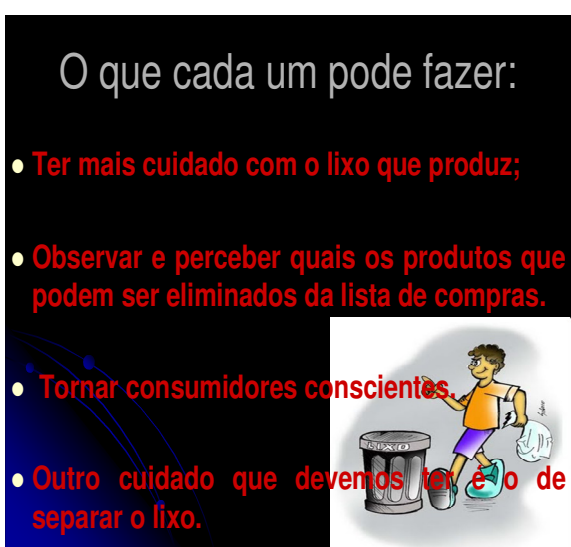 O que cada um pode fazer:
● Ter mais cuidado com o lixo que produz;
● Observar e perceber quais os produtos que
podem ser eliminados da lista de compras.
● Tornar consumidores conscientes.
● Outro cuidado que devemos ter é o de
separar o lixo.
LIXO